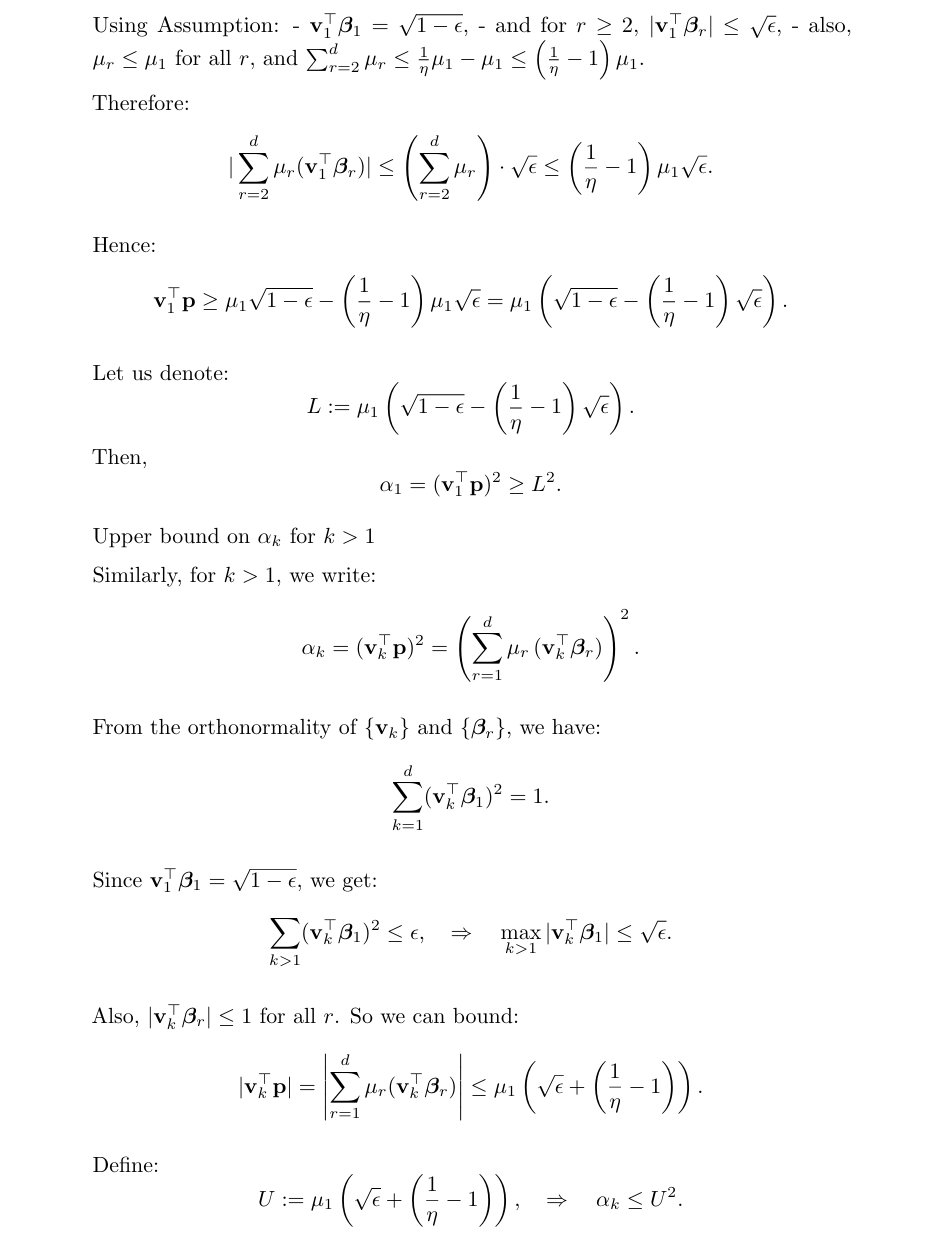 Using Assumption: - $\mathbf{v}_1^\top \boldsymbol{\beta}_1 = \sqrt{1-\epsilon}$, - and for $r \geq 2$, $|\mathbf{v}_1^\top \boldsymbol{\beta}_r| \leq \sqrt{\epsilon}$, - also,
$\mu_r \leq \mu_1$ for all $r$, and $\sum_{r=2}^d \mu_r \leq \frac{1}{\eta}\mu_1 - \mu_1 \leq \left(\frac{1}{\eta} - 1\right)\mu_1$.
Therefore:
$|\sum_{r=2}^d \mu_r(\mathbf{v}_1^\top \boldsymbol{\beta}_r)| \leq \left(\sum_{r=2}^d \mu_r\right) \cdot \sqrt{\epsilon} \leq \left(\frac{1}{\eta} - 1\right)\mu_1\sqrt{\epsilon}.$
Hence:
$\mathbf{v}_1^\top \mathbf{p} \geq \mu_1\sqrt{1-\epsilon} - \left(\frac{1}{\eta} - 1\right)\mu_1\sqrt{\epsilon} = \mu_1\left(\sqrt{1-\epsilon} - \left(\frac{1}{\eta} - 1\right)\sqrt{\epsilon}\right).$
Let us denote:
$L := \mu_1\left(\sqrt{1-\epsilon} - \left(\frac{1}{\eta} - 1\right)\sqrt{\epsilon}\right).$
Then,
$\alpha_1 = (\mathbf{v}_1^\top \mathbf{p})^2 \geq L^2.$
Upper bound on $\alpha_k$ for $k > 1$
Similarly, for $k > 1$, we write:
$\alpha_k = (\mathbf{v}_k^\top \mathbf{p})^2 = \left(\sum_{r=1}^d \mu_r\,(\mathbf{v}_k^\top \boldsymbol{\beta}_r)\right)^2.$
From the orthonormality of $\{\mathbf{v}_k\}$ and $\{\boldsymbol{\beta}_r\}$, we have:
$\sum_{k=1}^d (\mathbf{v}_k^\top \boldsymbol{\beta}_1)^2 = 1.$
Since $\mathbf{v}_1^\top \boldsymbol{\beta}_1 = \sqrt{1-\epsilon}$, we get:
$\sum_{k>1} (\mathbf{v}_k^\top \boldsymbol{\beta}_1)^2 \leq \epsilon, \quad \Rightarrow \quad \max_{k>1} |\mathbf{v}_k^\top \boldsymbol{\beta}_1| \leq \sqrt{\epsilon}.$
Also, $|\mathbf{v}_k^\top \boldsymbol{\beta}_r| \leq 1$ for all $r$. So we can bound:
$|\mathbf{v}_k^\top \mathbf{p}| = \left|\sum_{r=1}^d \mu_r(\mathbf{v}_k^\top \boldsymbol{\beta}_r)\right| \leq \mu_1\left(\sqrt{\epsilon} + \left(\frac{1}{\eta} - 1\right)\right).$
Define:
$U := \mu_1\left(\sqrt{\epsilon} + \left(\frac{1}{\eta} - 1\right)\right), \quad \Rightarrow \quad \alpha_k \leq U^2.$